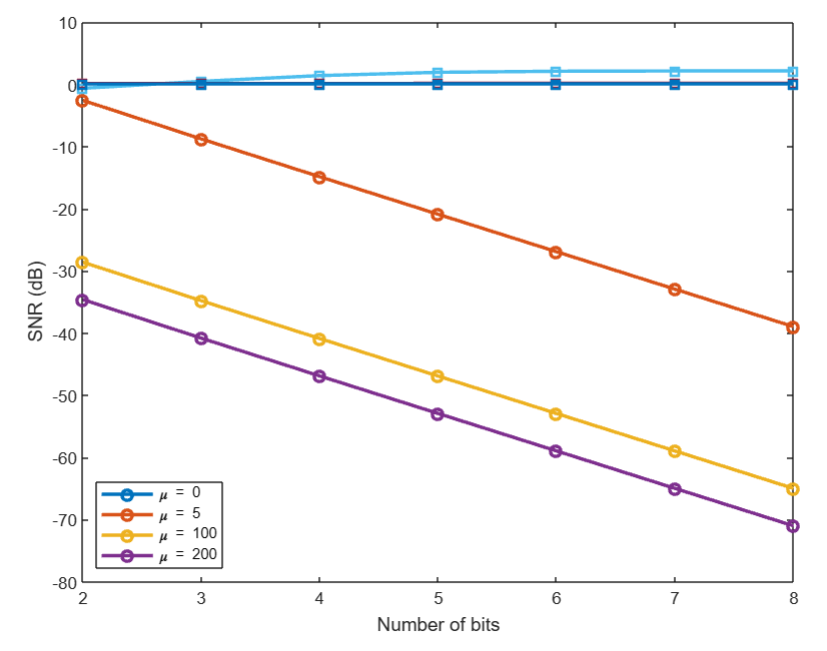 10
0
-10
-20
-30
-40
-50
-60
-70
-80
SNR (dB)
μ = 0
μ = 5
μ = 100
μ = 200
2 3 4 5 6 7 8
Number of bits